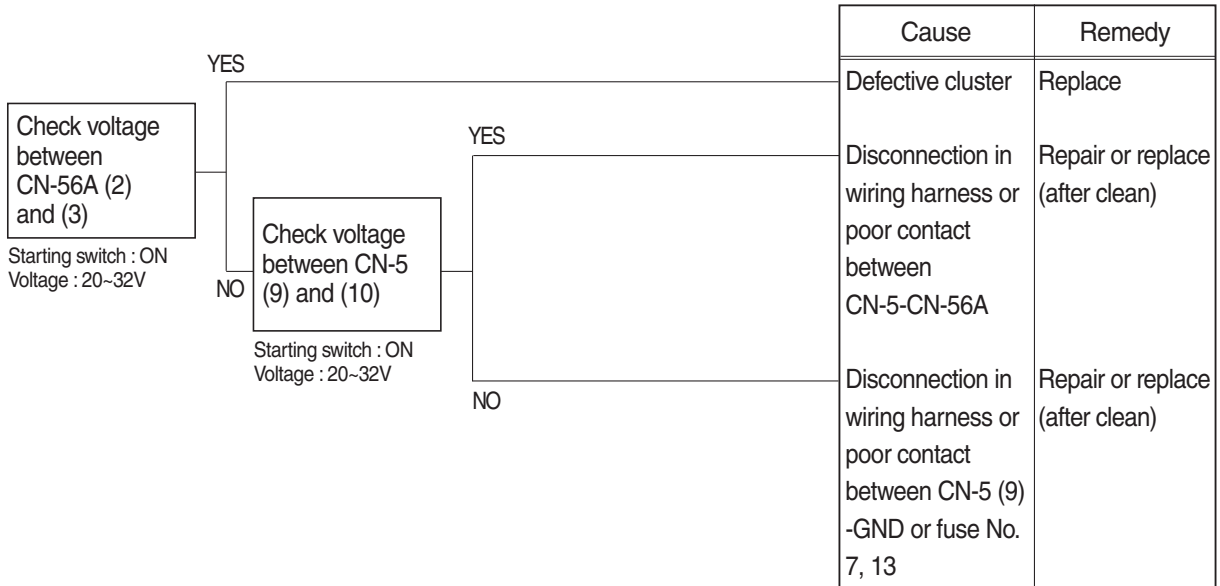 Cause
Remedy
YES
Defective cluster
Replace
Check voltage
between
CN-56A (2)
and (3)
Starting switch : ON
Voltage : 20~32V
NO
Check voltage
between CN-5
(9) and (10)
Starting switch : ON
Voltage : 20~32V
YES
Disconnection in
wiring harness or
poor contact
between
CN-5-CN-56A
Repair or replace
(after clean)
NO
Disconnection in
wiring harness or
poor contact
between CN-5 (9)
-GND or fuse No.
7, 13
Repair or replace
(after clean)